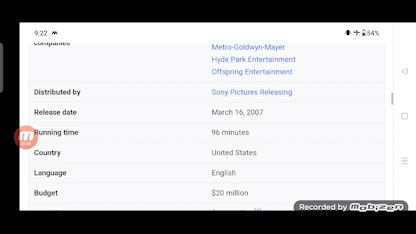 9:22 M
54%
companies
Metro-Goldwyn-Mayer
Hyde Park Entertainment
Offspring Entertainment
Distributed by Sony Pictures Releasing
Release date March 16, 2007
Running time 96 minutes
Country United States
Language English
Budget $20 million
Recorded by Mobizen